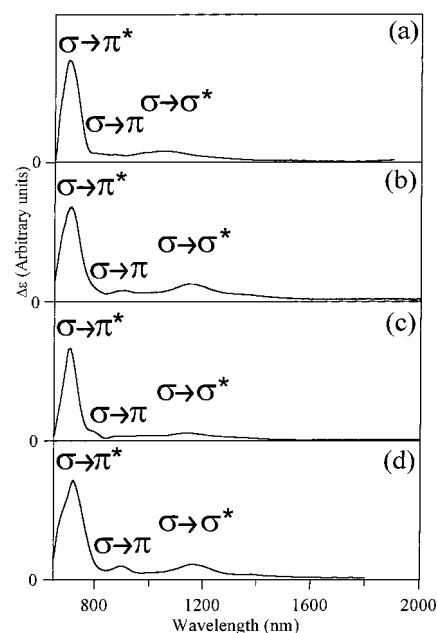 (a)
σ→π*
σ→π
σ→σ*
0
(b)
σ→π*
σ→π
σ→σ*
0
(c)
σ→π*
σ→π
σ→σ*
0
(d)
σ→π*
σ→π
σ→σ*
0
Δε (Arbitrary units)
800 1200 1600 2000
Wavelength (nm)